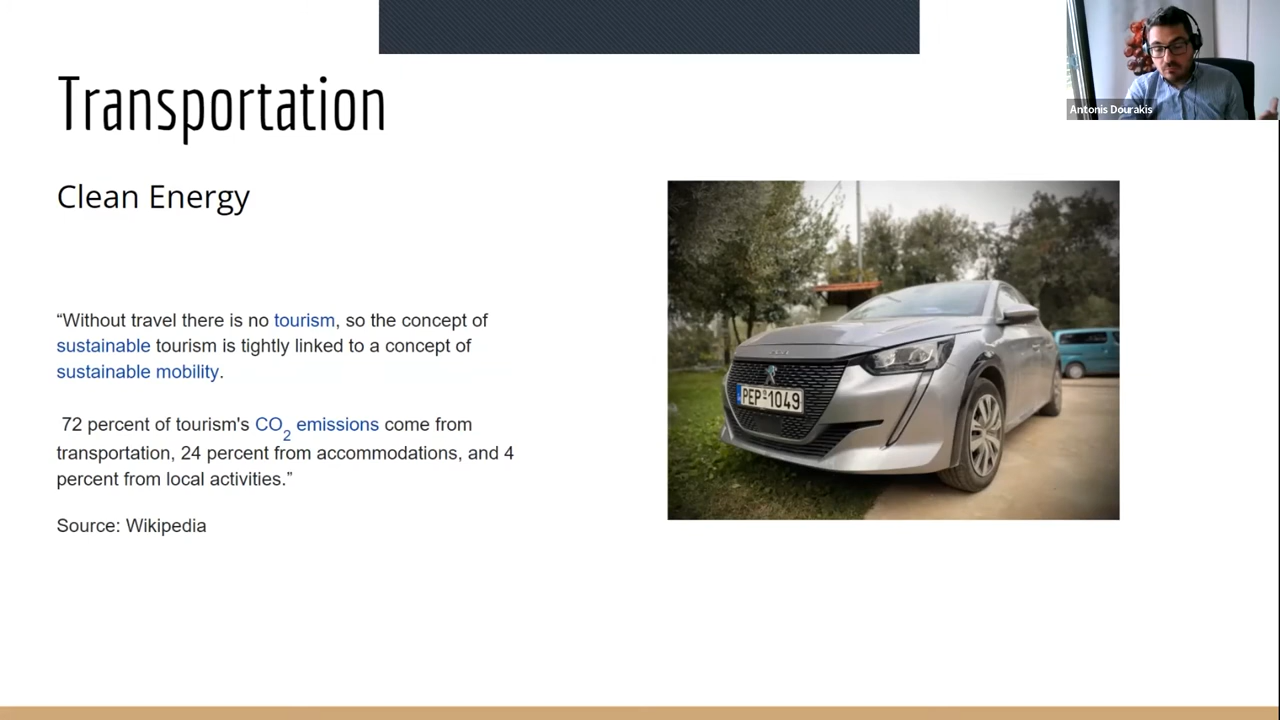 Transportation
Clean Energy
“Without travel there is no tourism, so the concept of
sustainable tourism is tightly linked to a concept of
sustainable mobility.
72 percent of tourism's CO2 emissions come from
transportation, 24 percent from accommodations, and 4
percent from local activities.”
Source: Wikipedia
PEP-1049
Antonis Dourakis